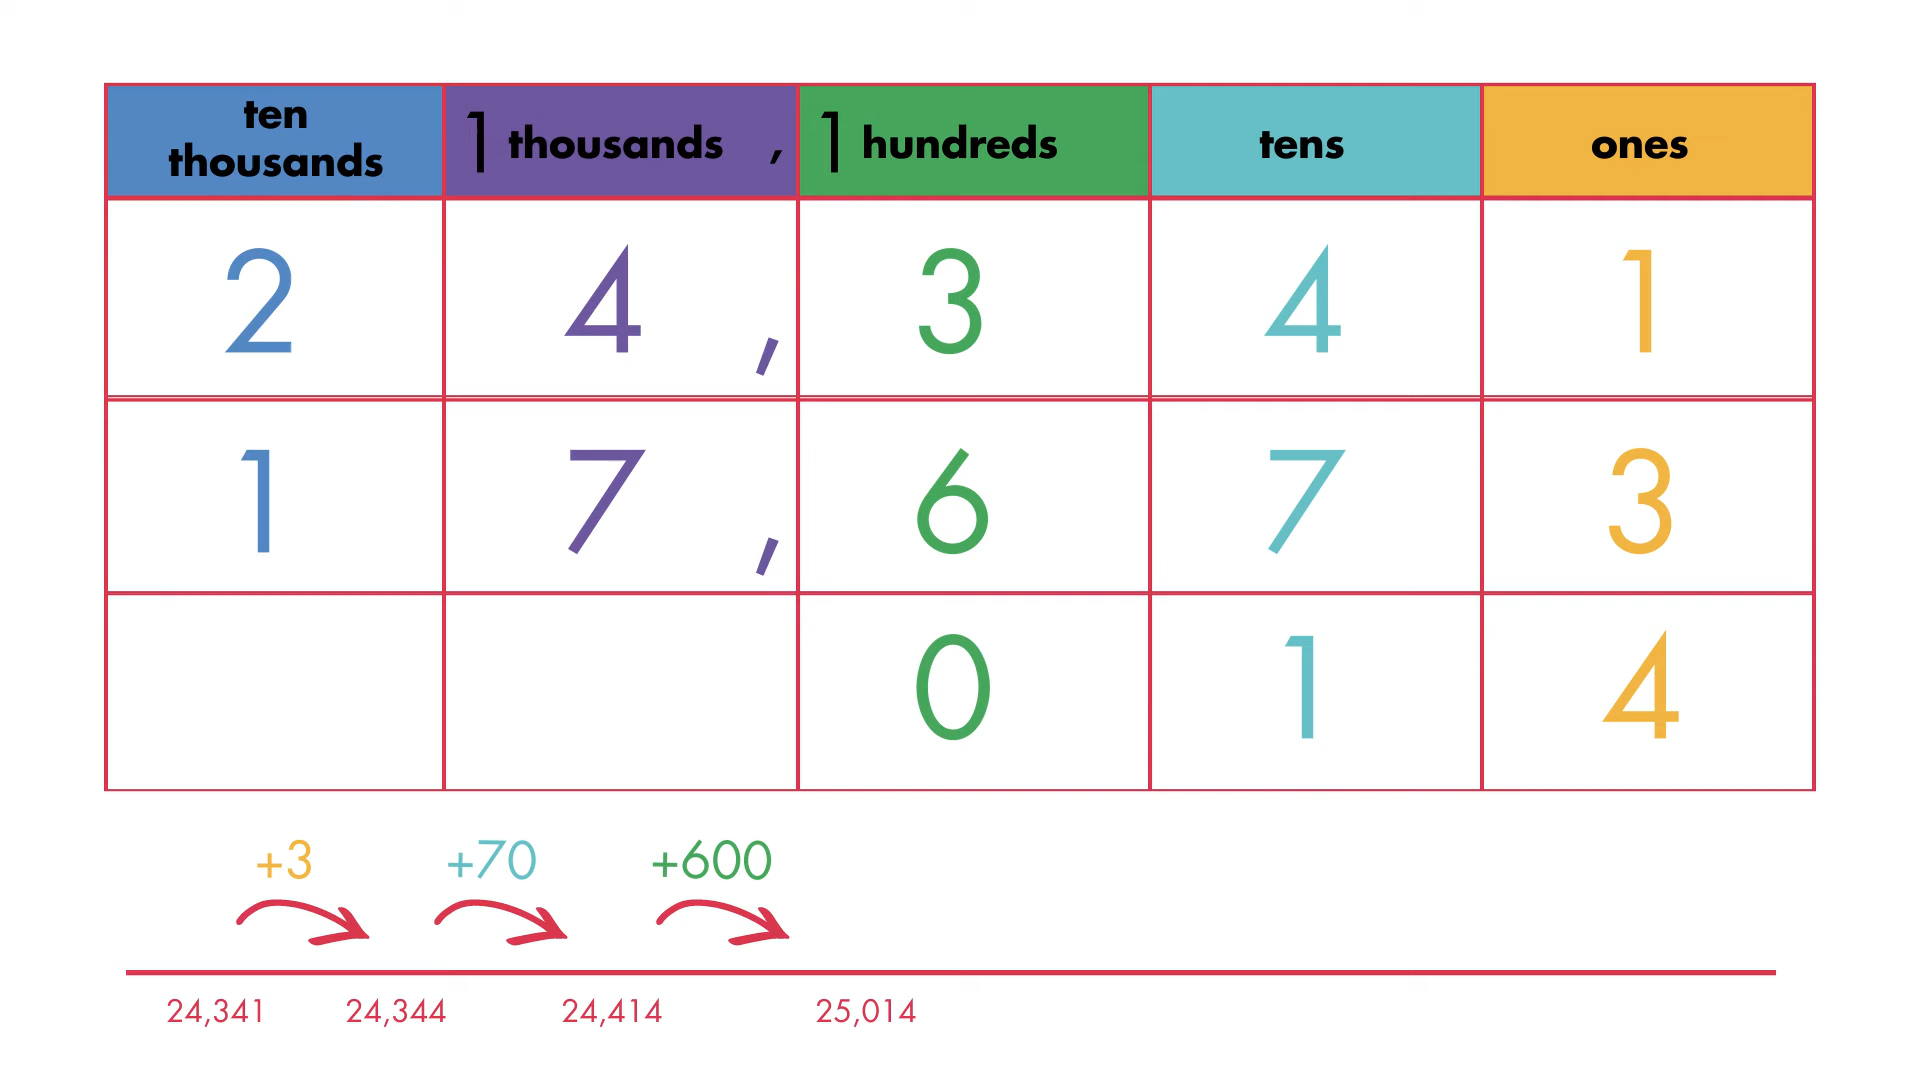 ten thousands 1 thousands , 1 hundreds tens ones
2 4 , 3 4 1
1 7 , 6 7 3
0 1 4
+3 +70 +600
24,341 24,344 24,414 25,014